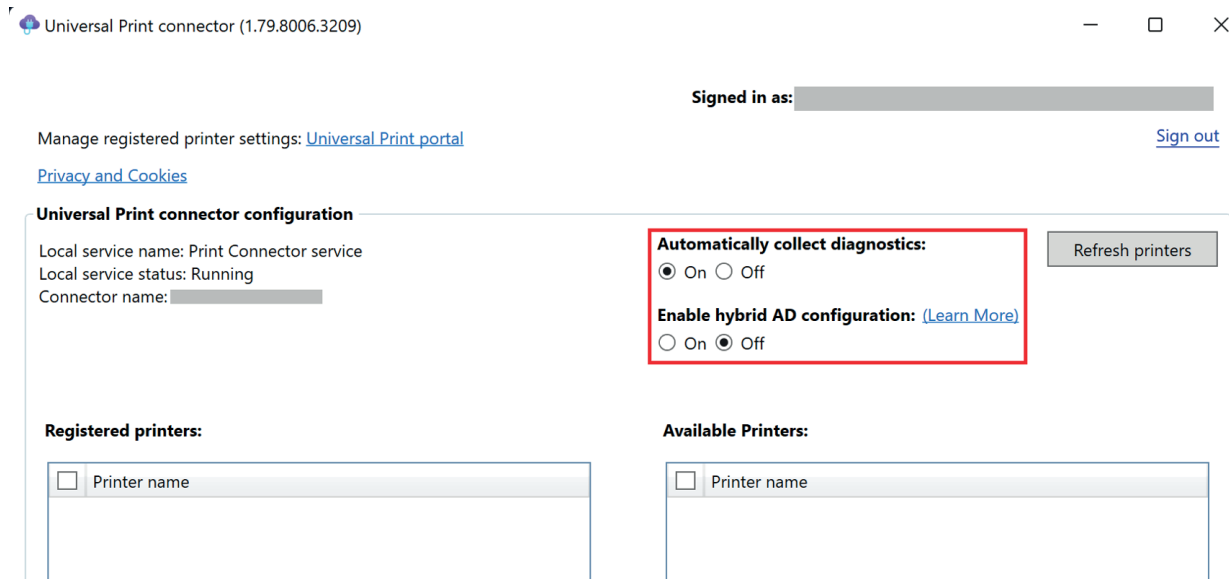 Universal Print connector (1.79.8006.3209)
Signed in as:
Manage registered printer settings: Universal Print portal
Sign out
Privacy and Cookies
Universal Print connector configuration
Local service name: Print Connector service
Local service status: Running
Connector name:
Automatically collect diagnostics:
On Off
Enable hybrid AD configuration: (Learn More)
On Off
Refresh printers
Registered printers:
Printer name
Available Printers:
Printer name